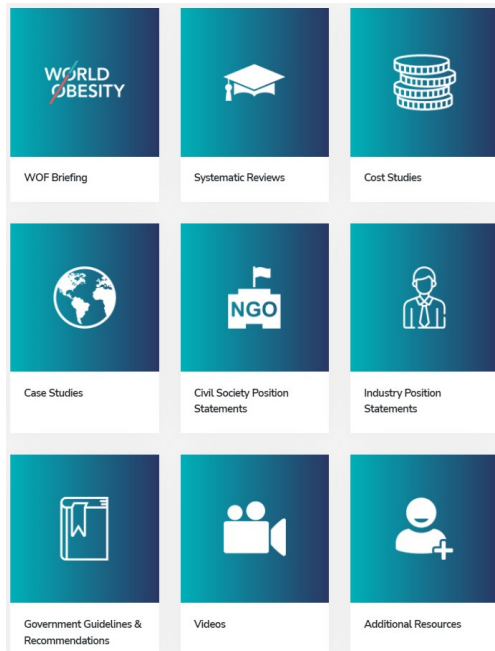 WORLD
OBESITY
WOF Briefing
Systematic Reviews
Cost Studies
Case Studies
NGO
Civil Society Position
Statements
Industry Position
Statements
Government Guidelines &
Recommendations
Videos
Additional Resources